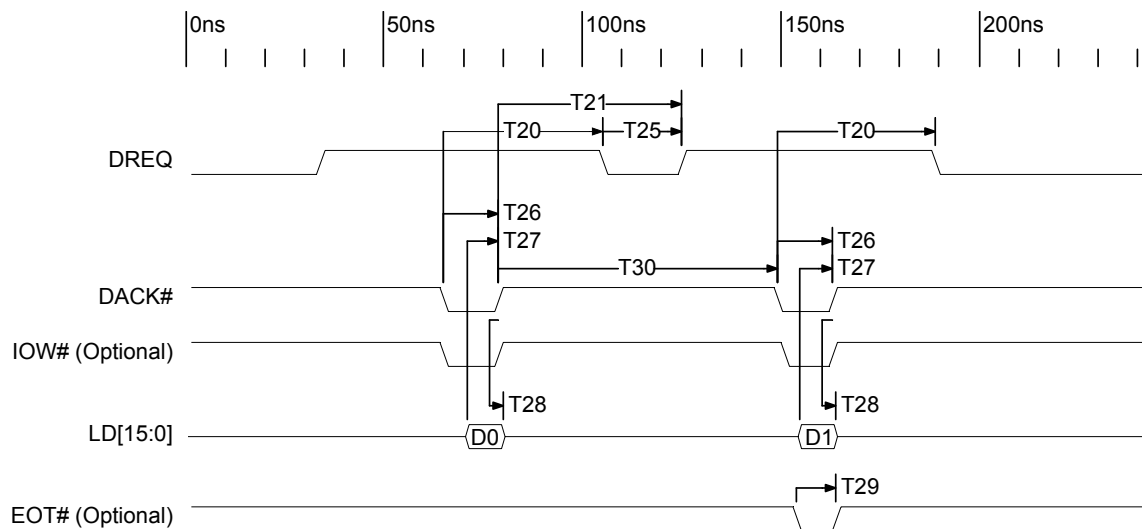 0ns 50ns 100ns 150ns 200ns
T21
T20 T25 T20
DREQ
T26 T26
T27 T27
T30
DACK#
IOW# (Optional)
T28 T28
LD[15:0] D0 D1
T29
EOT# (Optional)